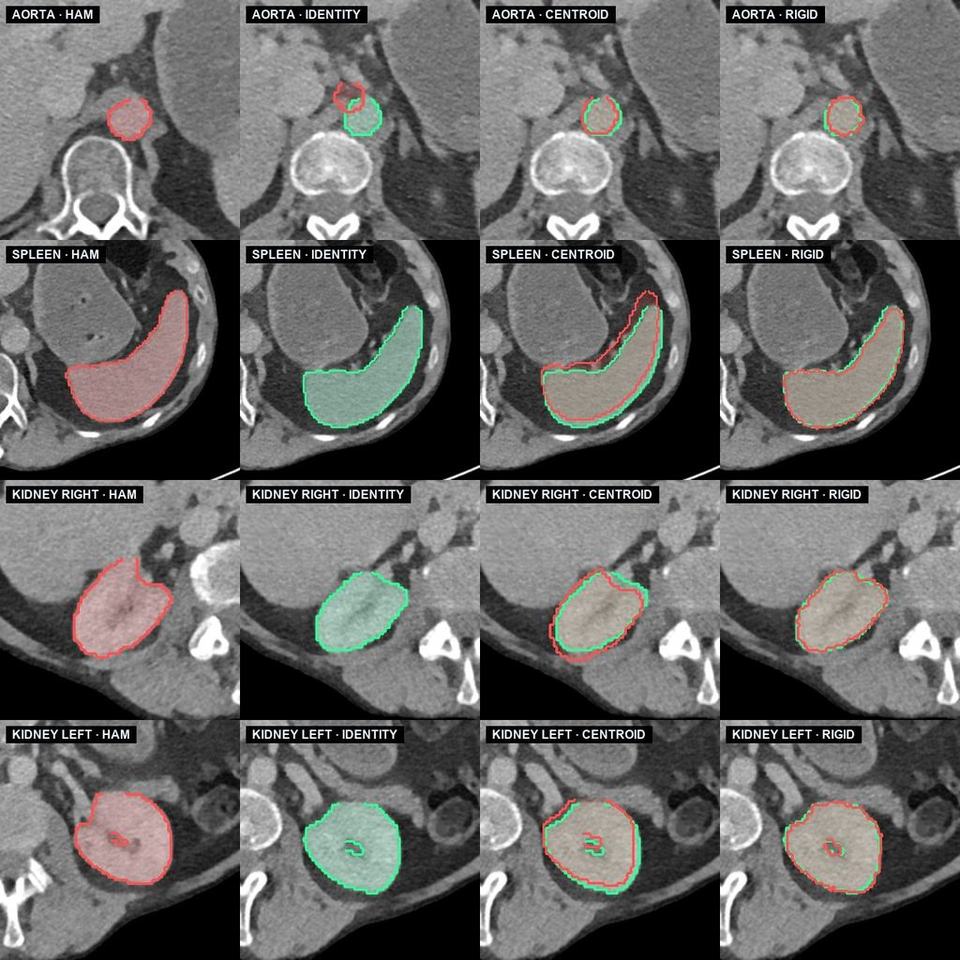 AORTA · HAM
AORTA · IDENTITY
AORTA · CENTROID
AORTA · RIGID
SPLEEN · HAM
SPLEEN · IDENTITY
SPLEEN · CENTROID
SPLEEN · RIGID
KIDNEY RIGHT · HAM
KIDNEY RIGHT · IDENTITY
KIDNEY RIGHT · CENTROID
KIDNEY RIGHT · RIGID
KIDNEY LEFT · HAM
KIDNEY LEFT · IDENTITY
KIDNEY LEFT · CENTROID
KIDNEY LEFT · RIGID